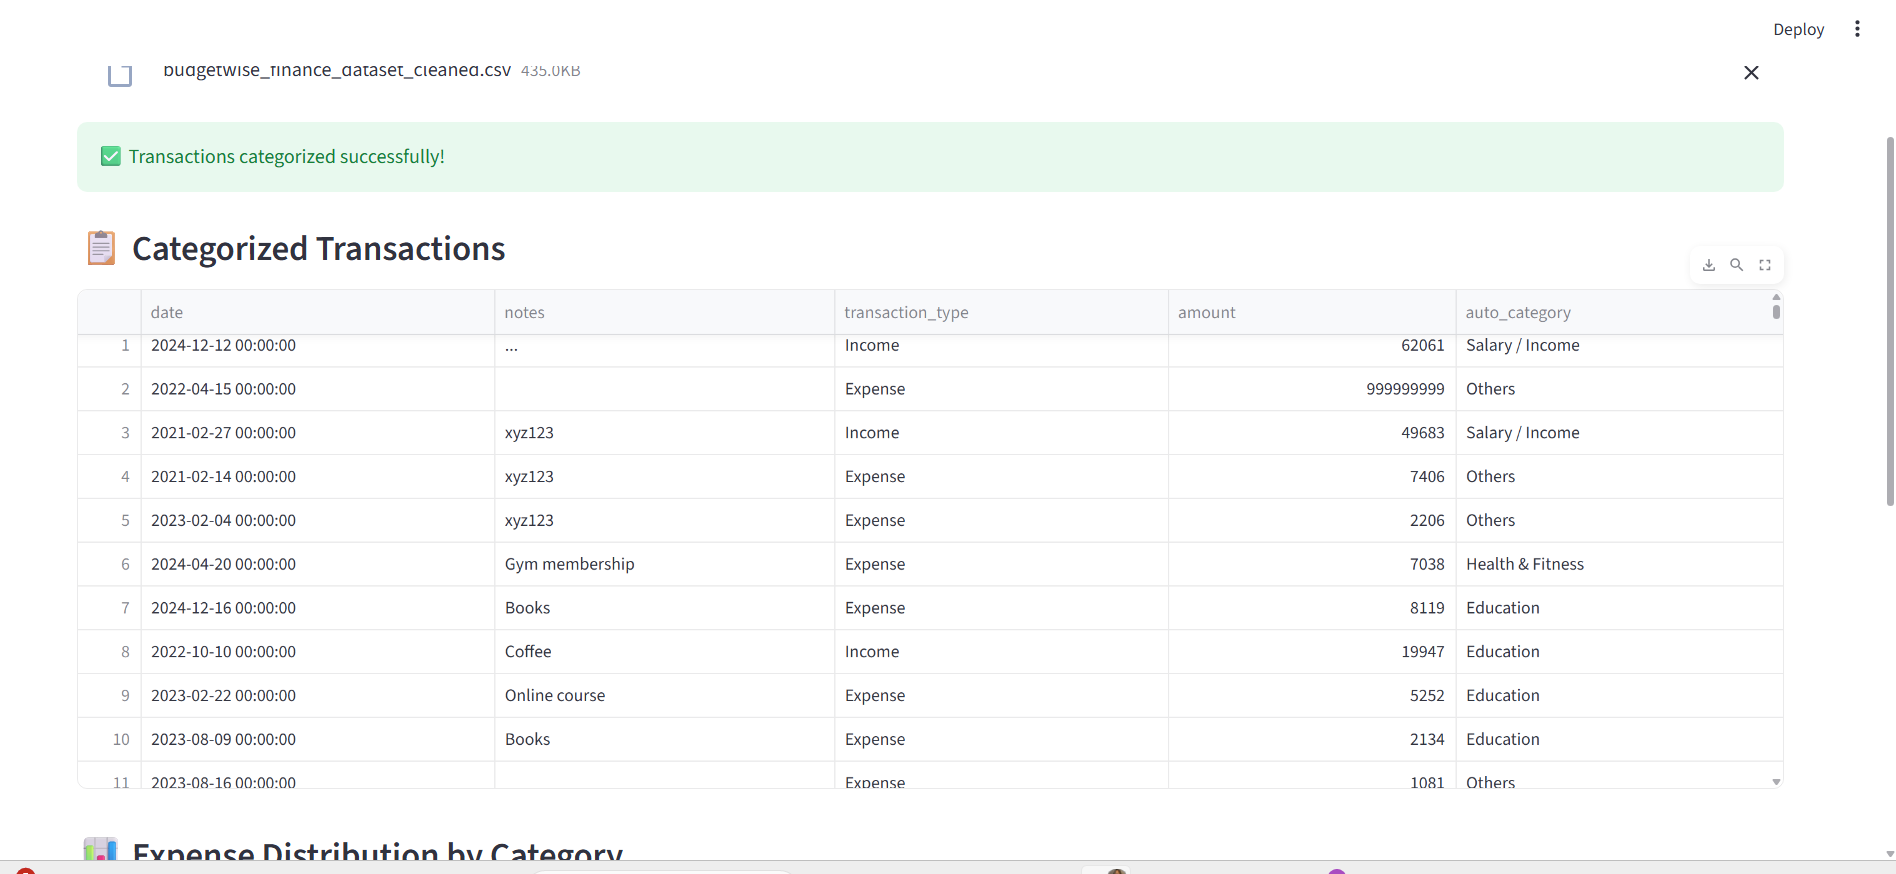 Deploy
budgetwise_finance_dataset_cleaned.csv 435.0KB
Transactions categorized successfully!
Categorized Transactions
date notes transaction_type amount auto_category
1 2024-12-12 00:00:00 ... Income 62061 Salary / Income
2 2022-04-15 00:00:00 Expense 999999999 Others
3 2021-02-27 00:00:00 xyz123 Income 49683 Salary / Income
4 2021-02-14 00:00:00 xyz123 Expense 7406 Others
5 2023-02-04 00:00:00 xyz123 Expense 2206 Others
6 2024-04-20 00:00:00 Gym membership Expense 7038 Health & Fitness
7 2024-12-16 00:00:00 Books Expense 8119 Education
8 2022-10-10 00:00:00 Coffee Income 19947 Education
9 2023-02-22 00:00:00 Online course Expense 5252 Education
10 2023-08-09 00:00:00 Books Expense 2134 Education
11 2023-08-16 00:00:00 Expense 1081 Others
Expense Distribution by Category